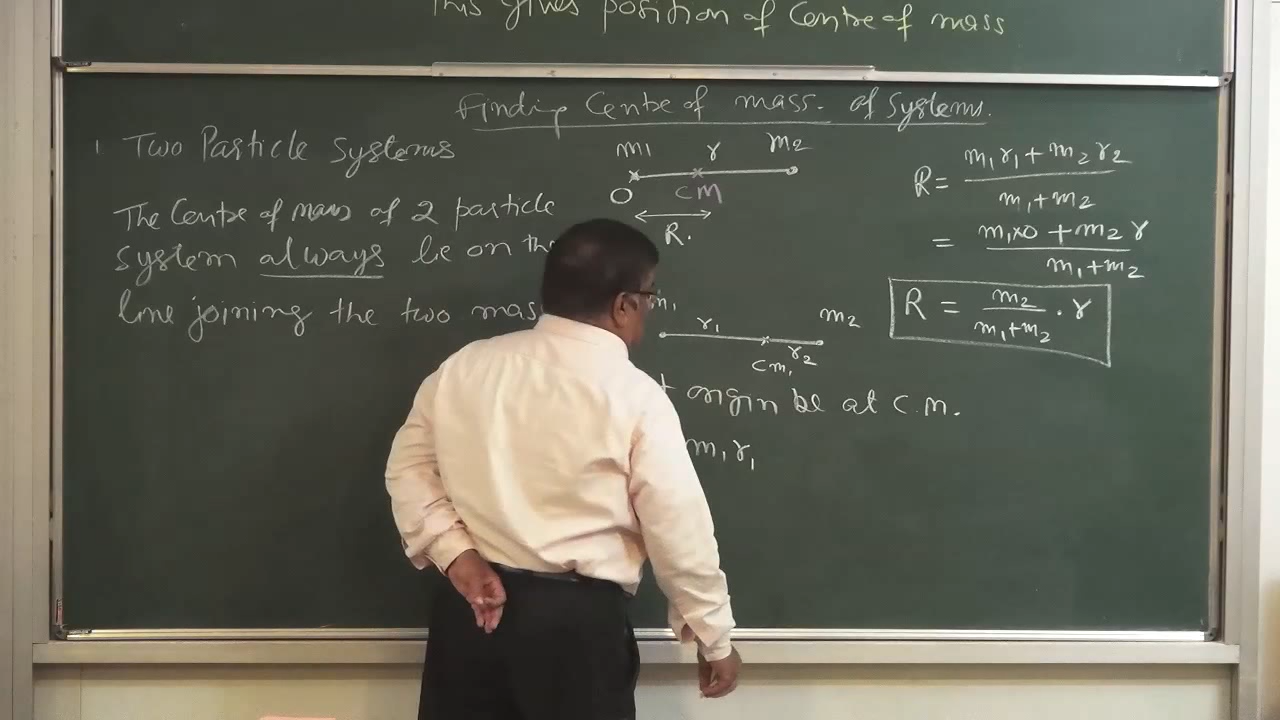 This gives position of Centre of mass
Finding Centre of mass. of Systems.
1 Two Particle Systems
The Centre of mass of 2 particle
system always lie on the
line joining the two mas
m1 r m2
O CM
R.
R = m1r1 + m2r2 / m1+m2
= m1x0 + m2 r / m1+m2
R = m2 / m1+m2 . r
m1 r1 m2
cm, r2
origin be at C.M.
m1r1